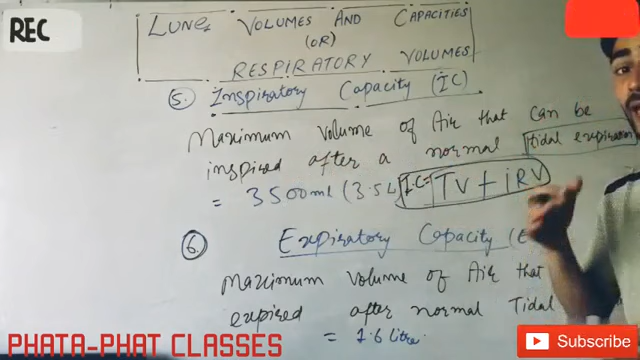 REC
LUNG VOLUMES AND CAPACITIES
(OR)
RESPIRATORY VOLUMES
5. Inspiratory Capacity (IC)
Maximum volume of Air that can be
inspired after a normal tidal expiration
= 3500ml (3.5L) I.C= TV + IRV
6. Expiratory Capacity (E
Maximum Volume of Air that
expired after normal Tidal
= 1.6 litre.
PHATA-PHAT CLASSES
Subscribe